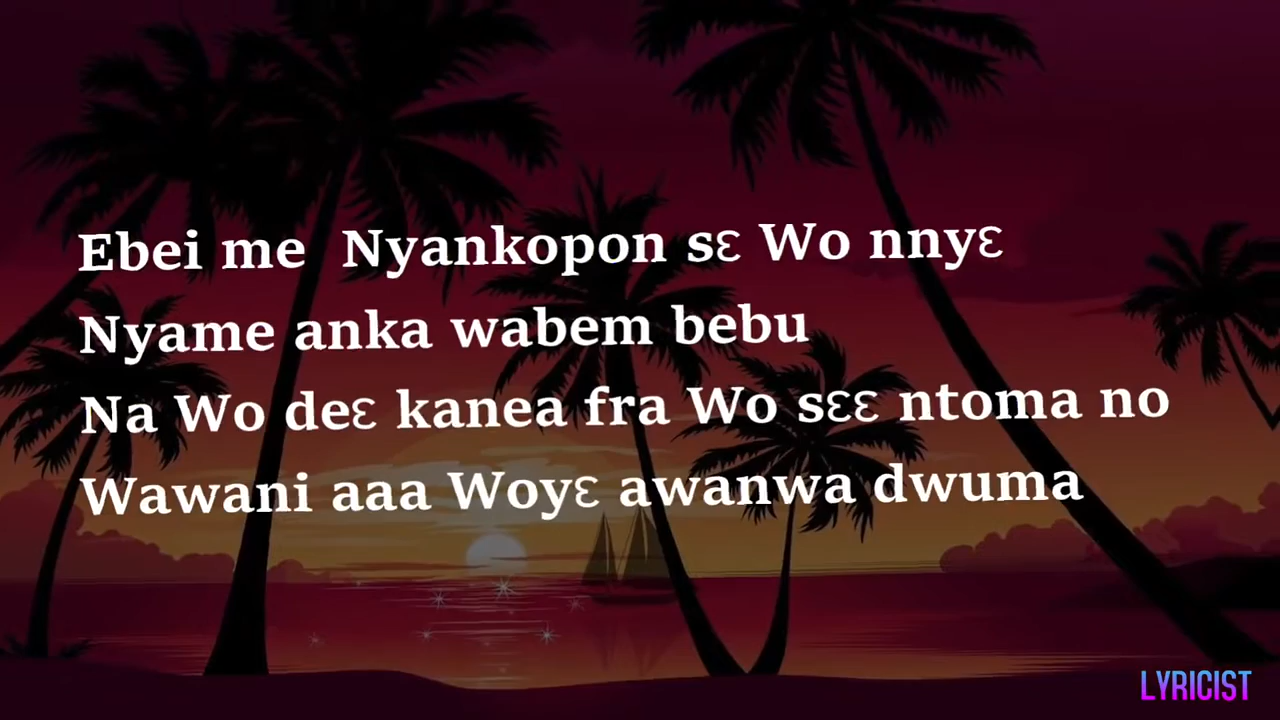 Ebei me Nyankopon sɛ Wo nnyɛ
Nyame anka wabem bebu
Na Wo deɛ kanea fra Wo sɛɛ ntoma no
Wawani aaa Woyɛ awanwa dwuma
LYRICIST